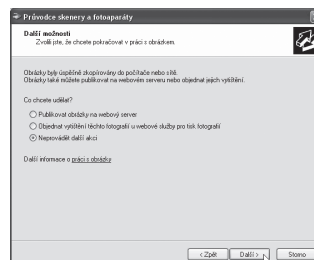 Průvodce skenery a fotoaparáty
Další možnosti
Zvolili jste, že chcete pokračovat v práci s obrázkem.
Obrázky byly úspěšně zkopírovány do počítače nebo sítě.
Obrázky také můžete publikovat na webovém serveru nebo objednat jejich vytištění.
Co chcete udělat?
Publikovat obrázky na webový server
Objednat vytištění těchto fotografií u webové služby pro tisk fotografií
Neprovádět další akci
Další informace o práci s obrázky
< Zpět Další > Storno